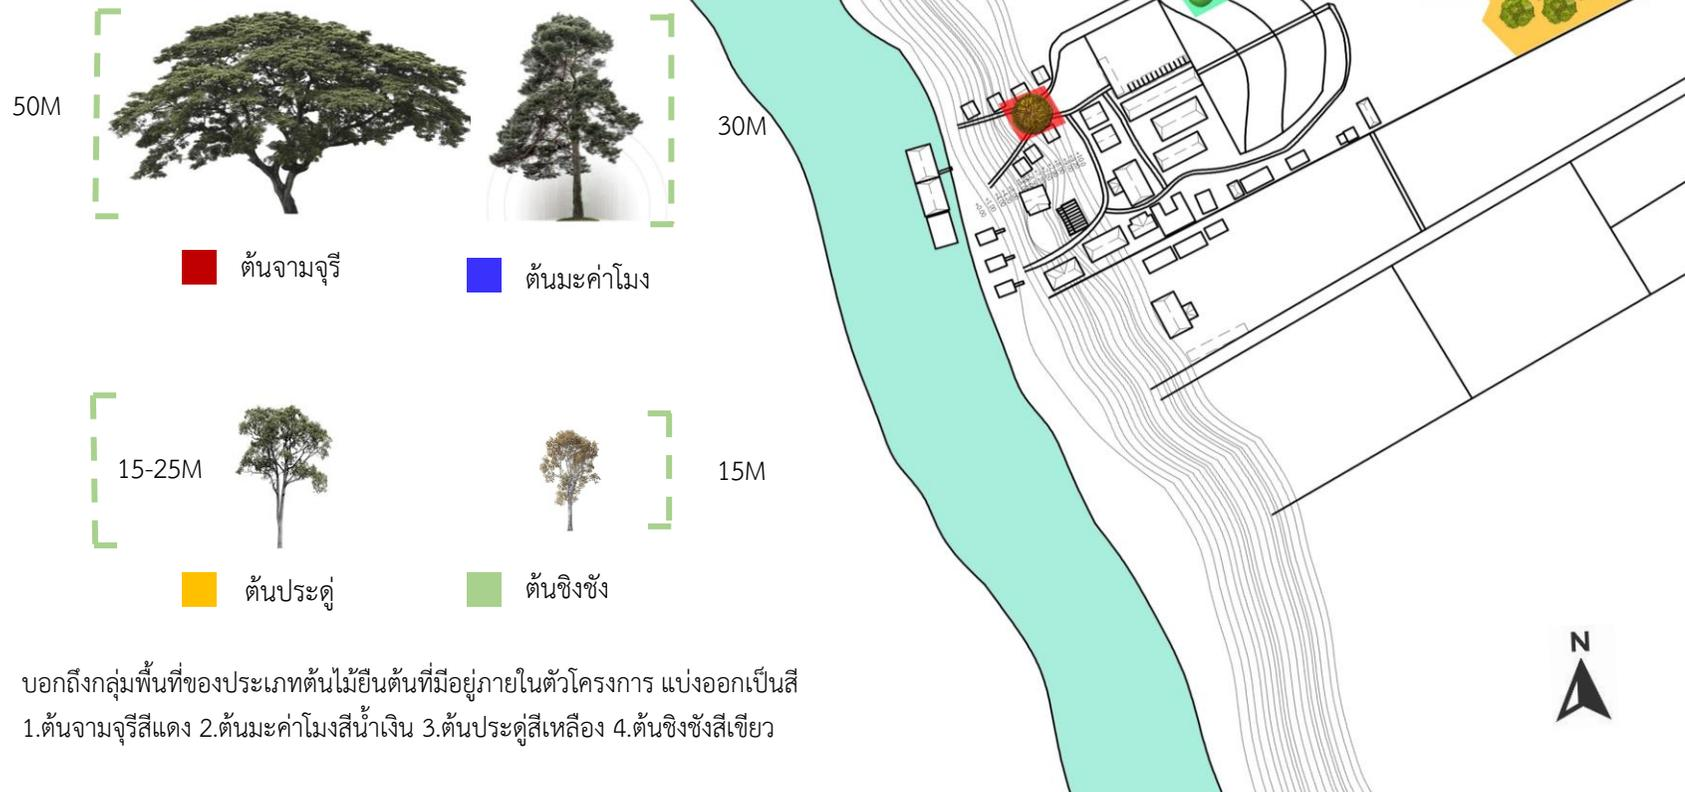 50M
30M
ต้นจามจุรี
ต้นมะค่าโมง
15-25M
15M
ต้นประดู่
ต้นชิงชัง
บอกถึงกลุ่มพื้นที่ของประเภทต้นไม้ยืนต้นที่มีอยู่ภายในตัวโครงการ แบ่งออกเป็นสี
1.ต้นจามจุรีสีแดง 2.ต้นมะค่าโมงสีน้ำเงิน 3.ต้นประดู่สีเหลือง 4.ต้นชิงชังสีเขียว
N